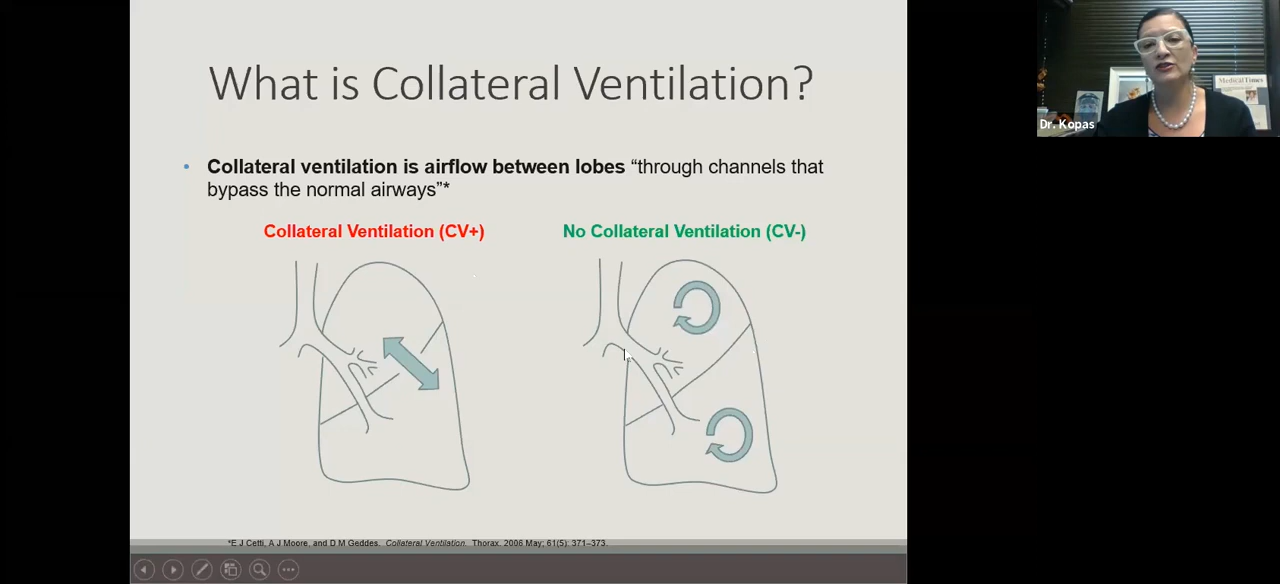 What is Collateral Ventilation?
• Collateral ventilation is airflow between lobes “through channels that
bypass the normal airways”*
Collateral Ventilation (CV+)
No Collateral Ventilation (CV-)
*E J Cetti, A J Moore, and D M Geddes. Collateral Ventilation. Thorax. 2006 May; 61(5): 371–373.
Medical Times
Dr. Kopas